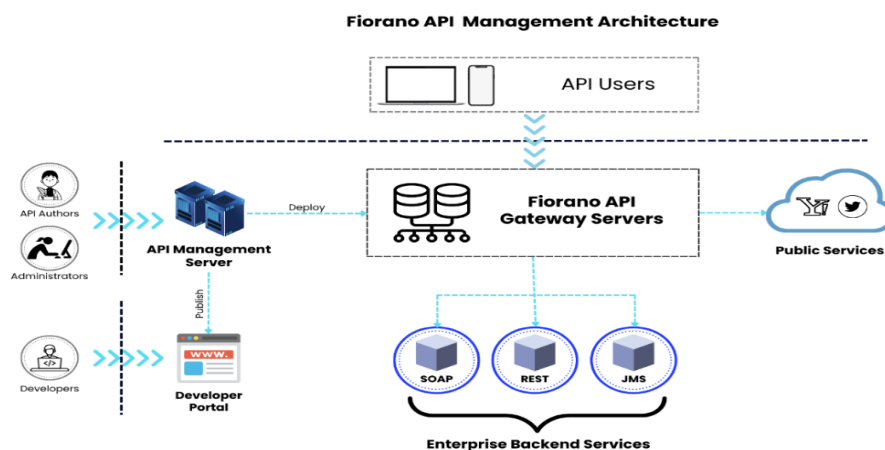 Fiorano API Management Architecture
API Users
API Authors
Administrators
API Management
Server
Deploy
Fiorano API
Gateway Servers
Public Services
Publish
Developers
WWW.
Developer
Portal
SOAP
REST
JMS
Enterprise Backend Services